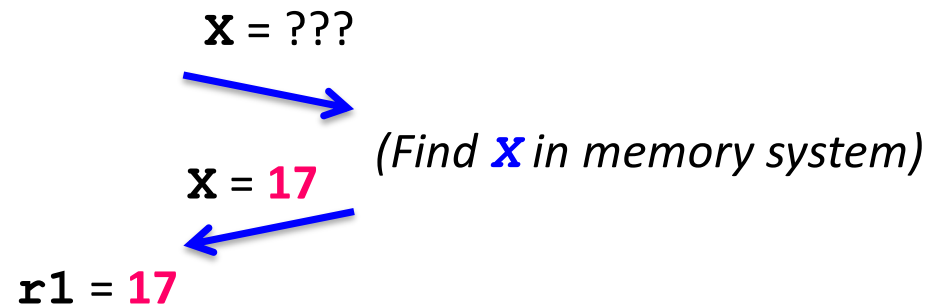 X = ???
(Find X in memory system)
X = 17
r1 = 17